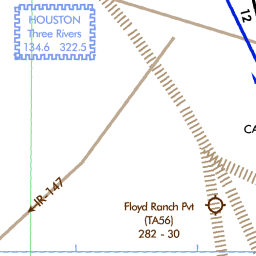 HOUSTON
Three Rivers
134.6 322.5
12
CA
IR-147
Floyd Ranch Pvt
(TA56)
282 - 30